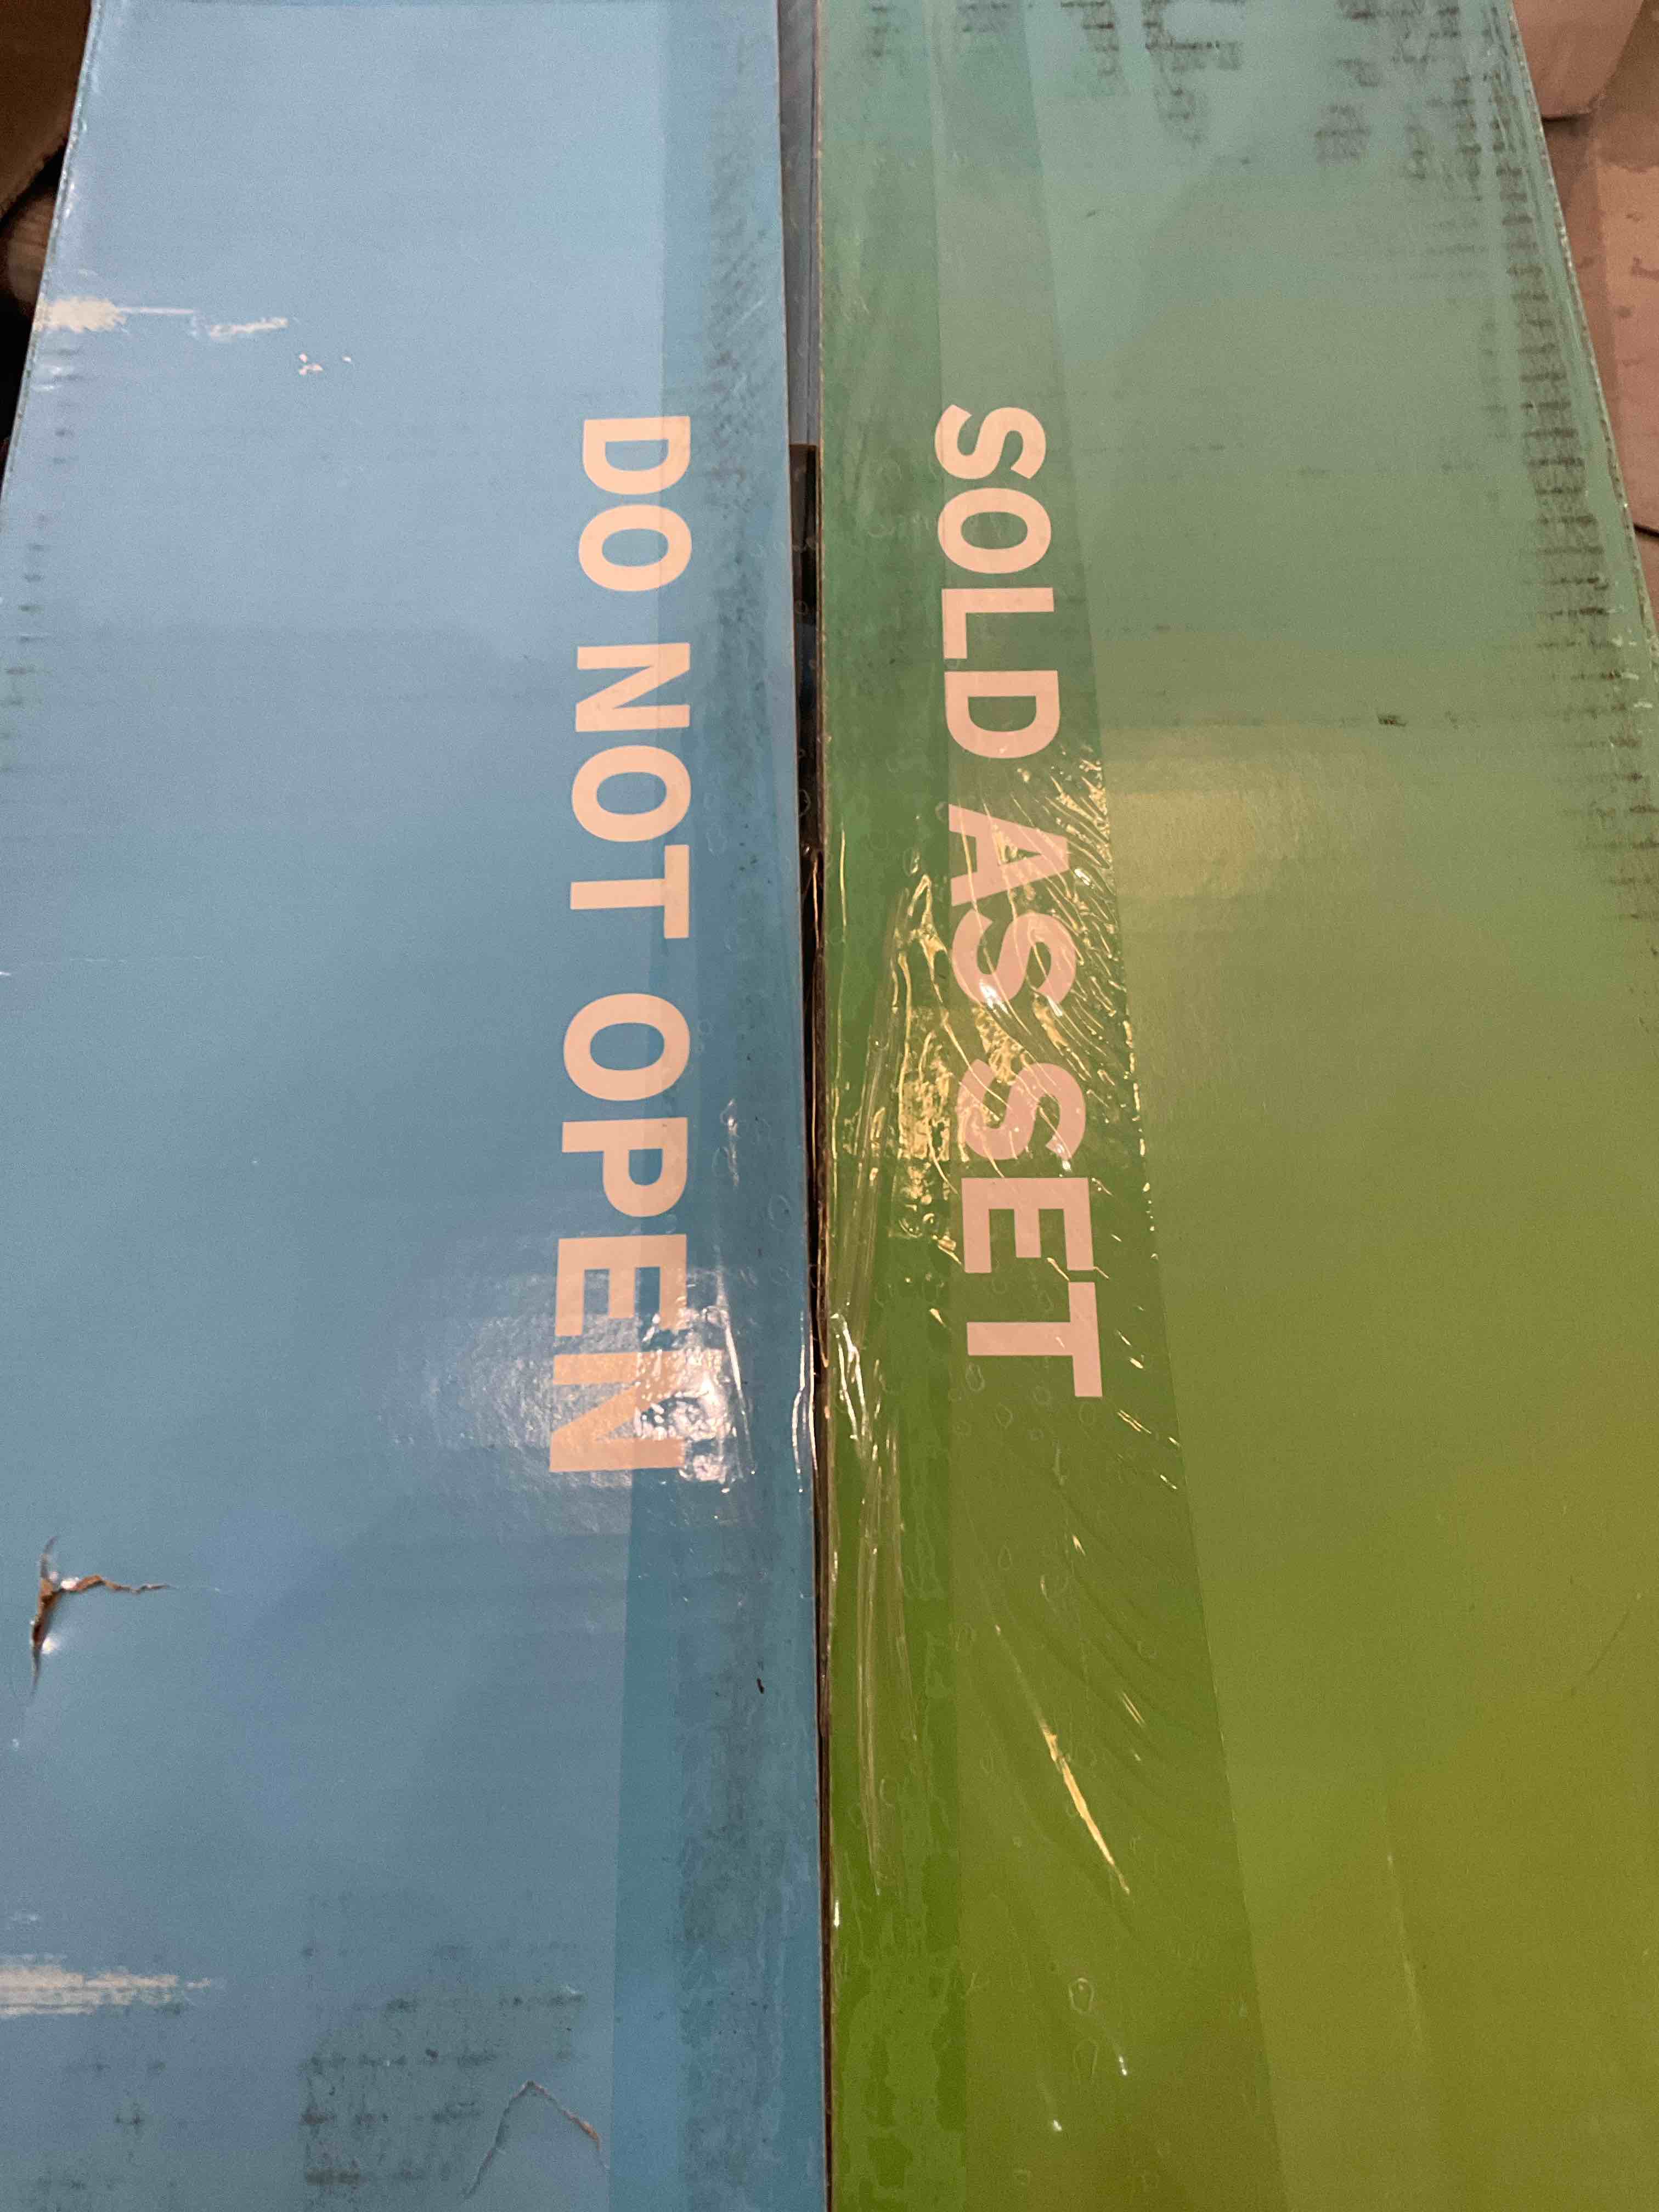 SOLD AS SET
DO NOT OPEN